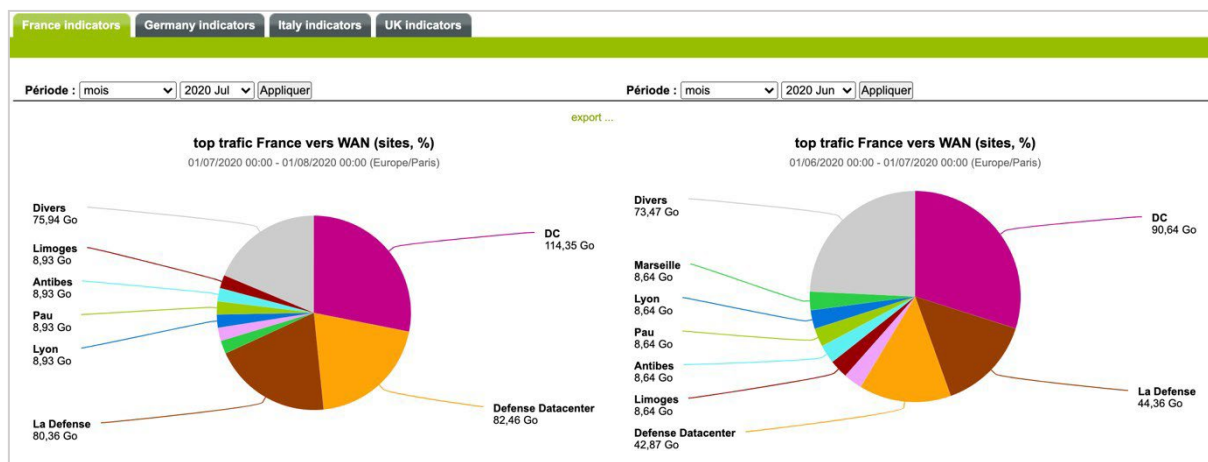 France indicators Germany indicators Italy indicators UK indicators
Période : mois 2020 Jul Appliquer
Période : mois 2020 Jun Appliquer
export ...
top trafic France vers WAN (sites, %)
01/07/2020 00:00 - 01/08/2020 00:00 (Europe/Paris)
Divers
75,94 Go
Limoges
8,93 Go
Antibes
8,93 Go
Pau
8,93 Go
Lyon
8,93 Go
La Defense
80,36 Go
DC
114,35 Go
Defense Datacenter
82,46 Go
top trafic France vers WAN (sites, %)
01/06/2020 00:00 - 01/07/2020 00:00 (Europe/Paris)
Divers
73,47 Go
Marseille
8,64 Go
Lyon
8,64 Go
Pau
8,64 Go
Antibes
8,64 Go
Limoges
8,64 Go
Defense Datacenter
42,87 Go
DC
90,64 Go
La Defense
44,36 Go